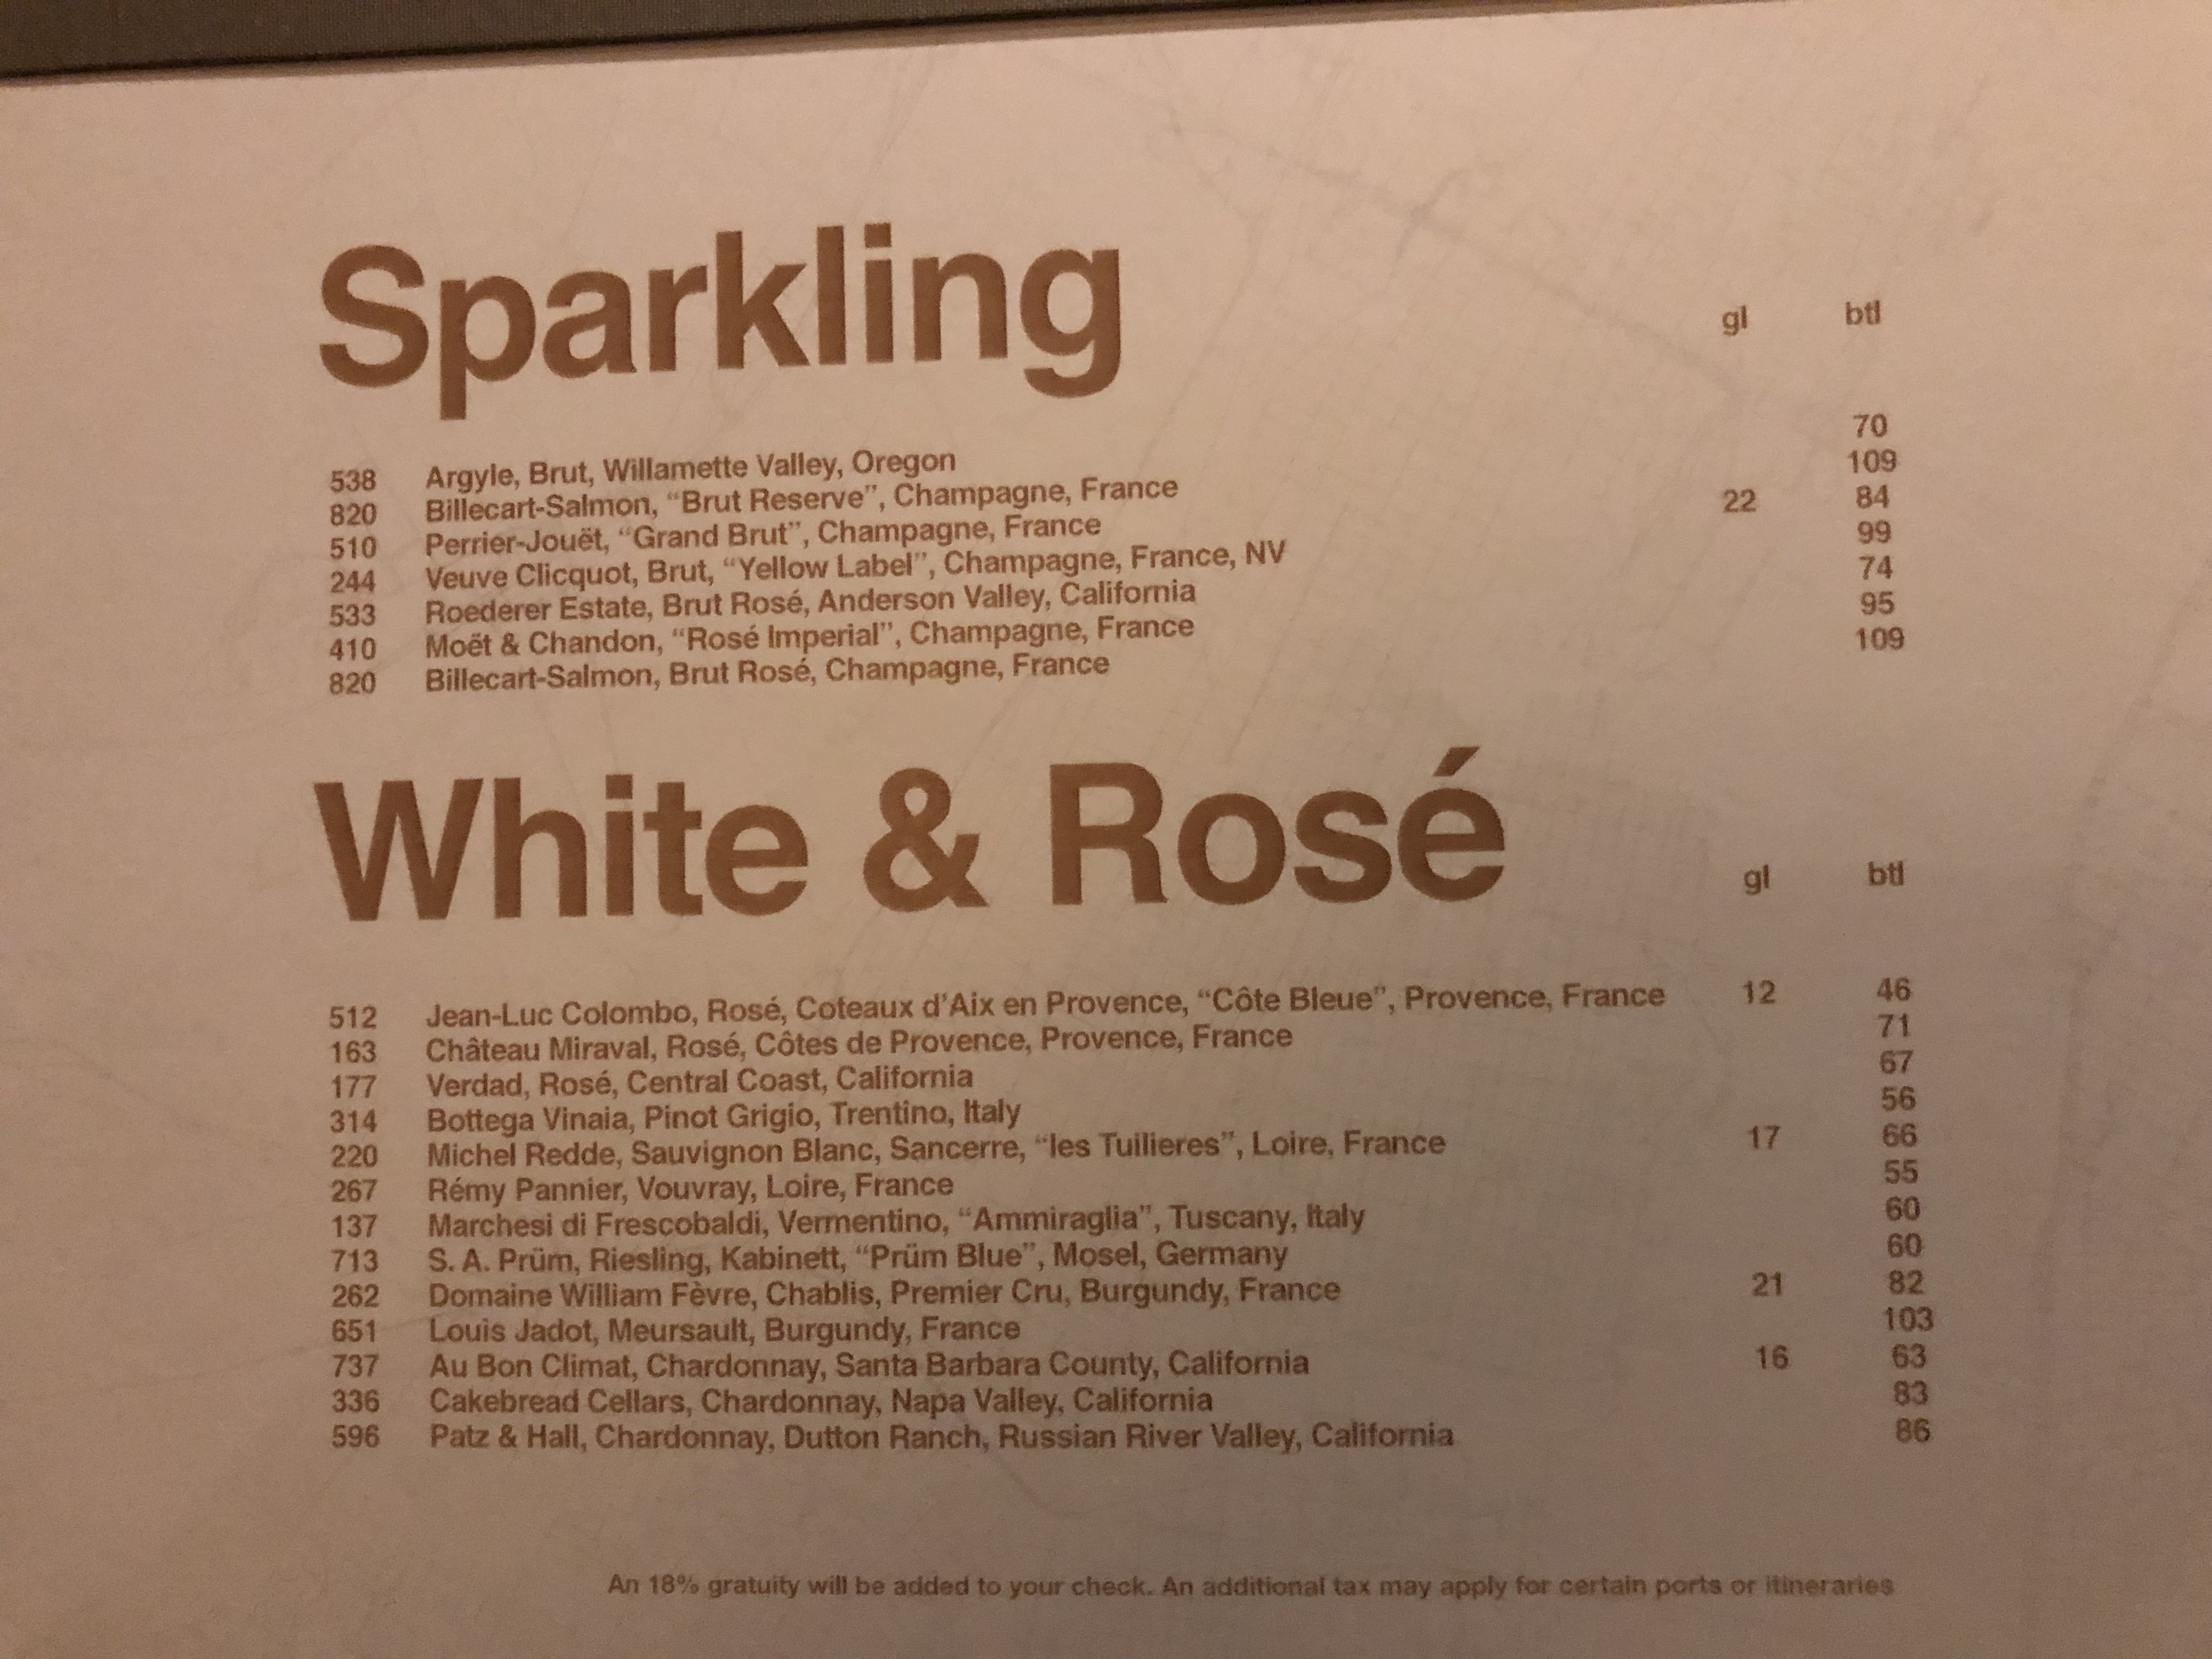 Sparkling gl btl
538 Argyle, Brut, Willamette Valley, Oregon 70
820 Billecart-Salmon, “Brut Reserve”, Champagne, France 109
510 Perrier-Jouët, “Grand Brut”, Champagne, France 22 84
244 Veuve Clicquot, Brut, “Yellow Label”, Champagne, France, NV 99
533 Roederer Estate, Brut Rosé, Anderson Valley, California 74
410 Moët & Chandon, “Rosé Imperial”, Champagne, France 95
820 Billecart-Salmon, Brut Rosé, Champagne, France 109
White & Rosé gl btl
512 Jean-Luc Colombo, Rosé, Coteaux d’Aix en Provence, “Côte Bleue”, Provence, France 12 46
163 Château Miraval, Rosé, Côtes de Provence, Provence, France 71
177 Verdad, Rosé, Central Coast, California 67
314 Bottega Vinaia, Pinot Grigio, Trentino, Italy 56
220 Michel Redde, Sauvignon Blanc, Sancerre, “les Tuilieres”, Loire, France 17 66
267 Rémy Pannier, Vouvray, Loire, France 55
137 Marchesi di Frescobaldi, Vermentino, “Ammiraglia”, Tuscany, Italy 60
713 S. A. Prüm, Riesling, Kabinett, “Prüm Blue”, Mosel, Germany 60
262 Domaine William Fèvre, Chablis, Premier Cru, Burgundy, France 21 82
651 Louis Jadot, Meursault, Burgundy, France 103
737 Au Bon Climat, Chardonnay, Santa Barbara County, California 16 63
336 Cakebread Cellars, Chardonnay, Napa Valley, California 83
596 Patz & Hall, Chardonnay, Dutton Ranch, Russian River Valley, California 86
An 18% gratuity will be added to your check. An additional tax may apply for certain ports or itineraries